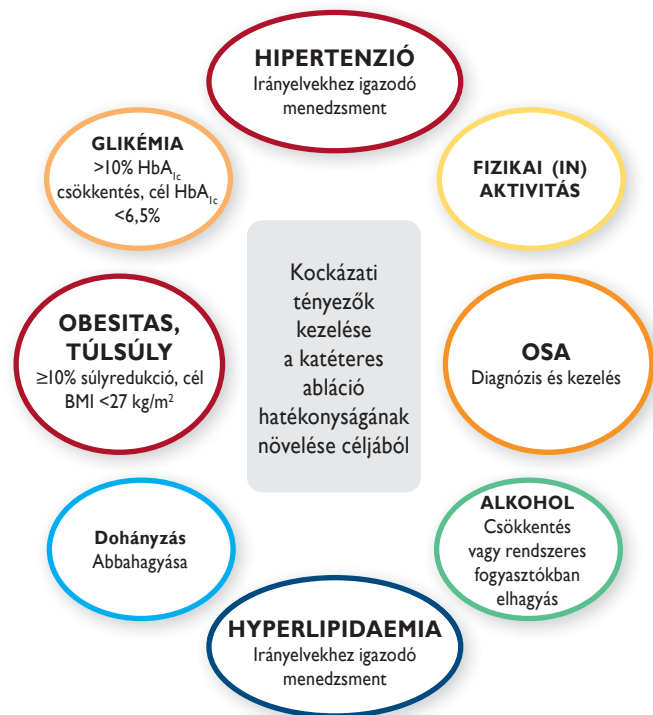 HIPERTENZIÓ
Irányelvekhez igazodó
menedzsment
GLIKÉMIA
>10% HbA1c
csökkentés, cél HbA1c
<6,5%
FIZIKAI (IN)
AKTIVITÁS
Kockázati
tényezők
kezelése
a katéteres
abláció
hatékonyságának
növelése céljából
OBESITAS,
TÚLSÚLY
≥10% súlyredukció, cél
BMI <27 kg/m²
OSA
Diagnózis és kezelés
Dohányzás
Abbahagyása
ALKOHOL
Csökkentés
vagy rendszeres
fogyasztókban
elhagyás
HYPERLIPIDAEMIA
Irányelvekhez igazodó
menedzsment